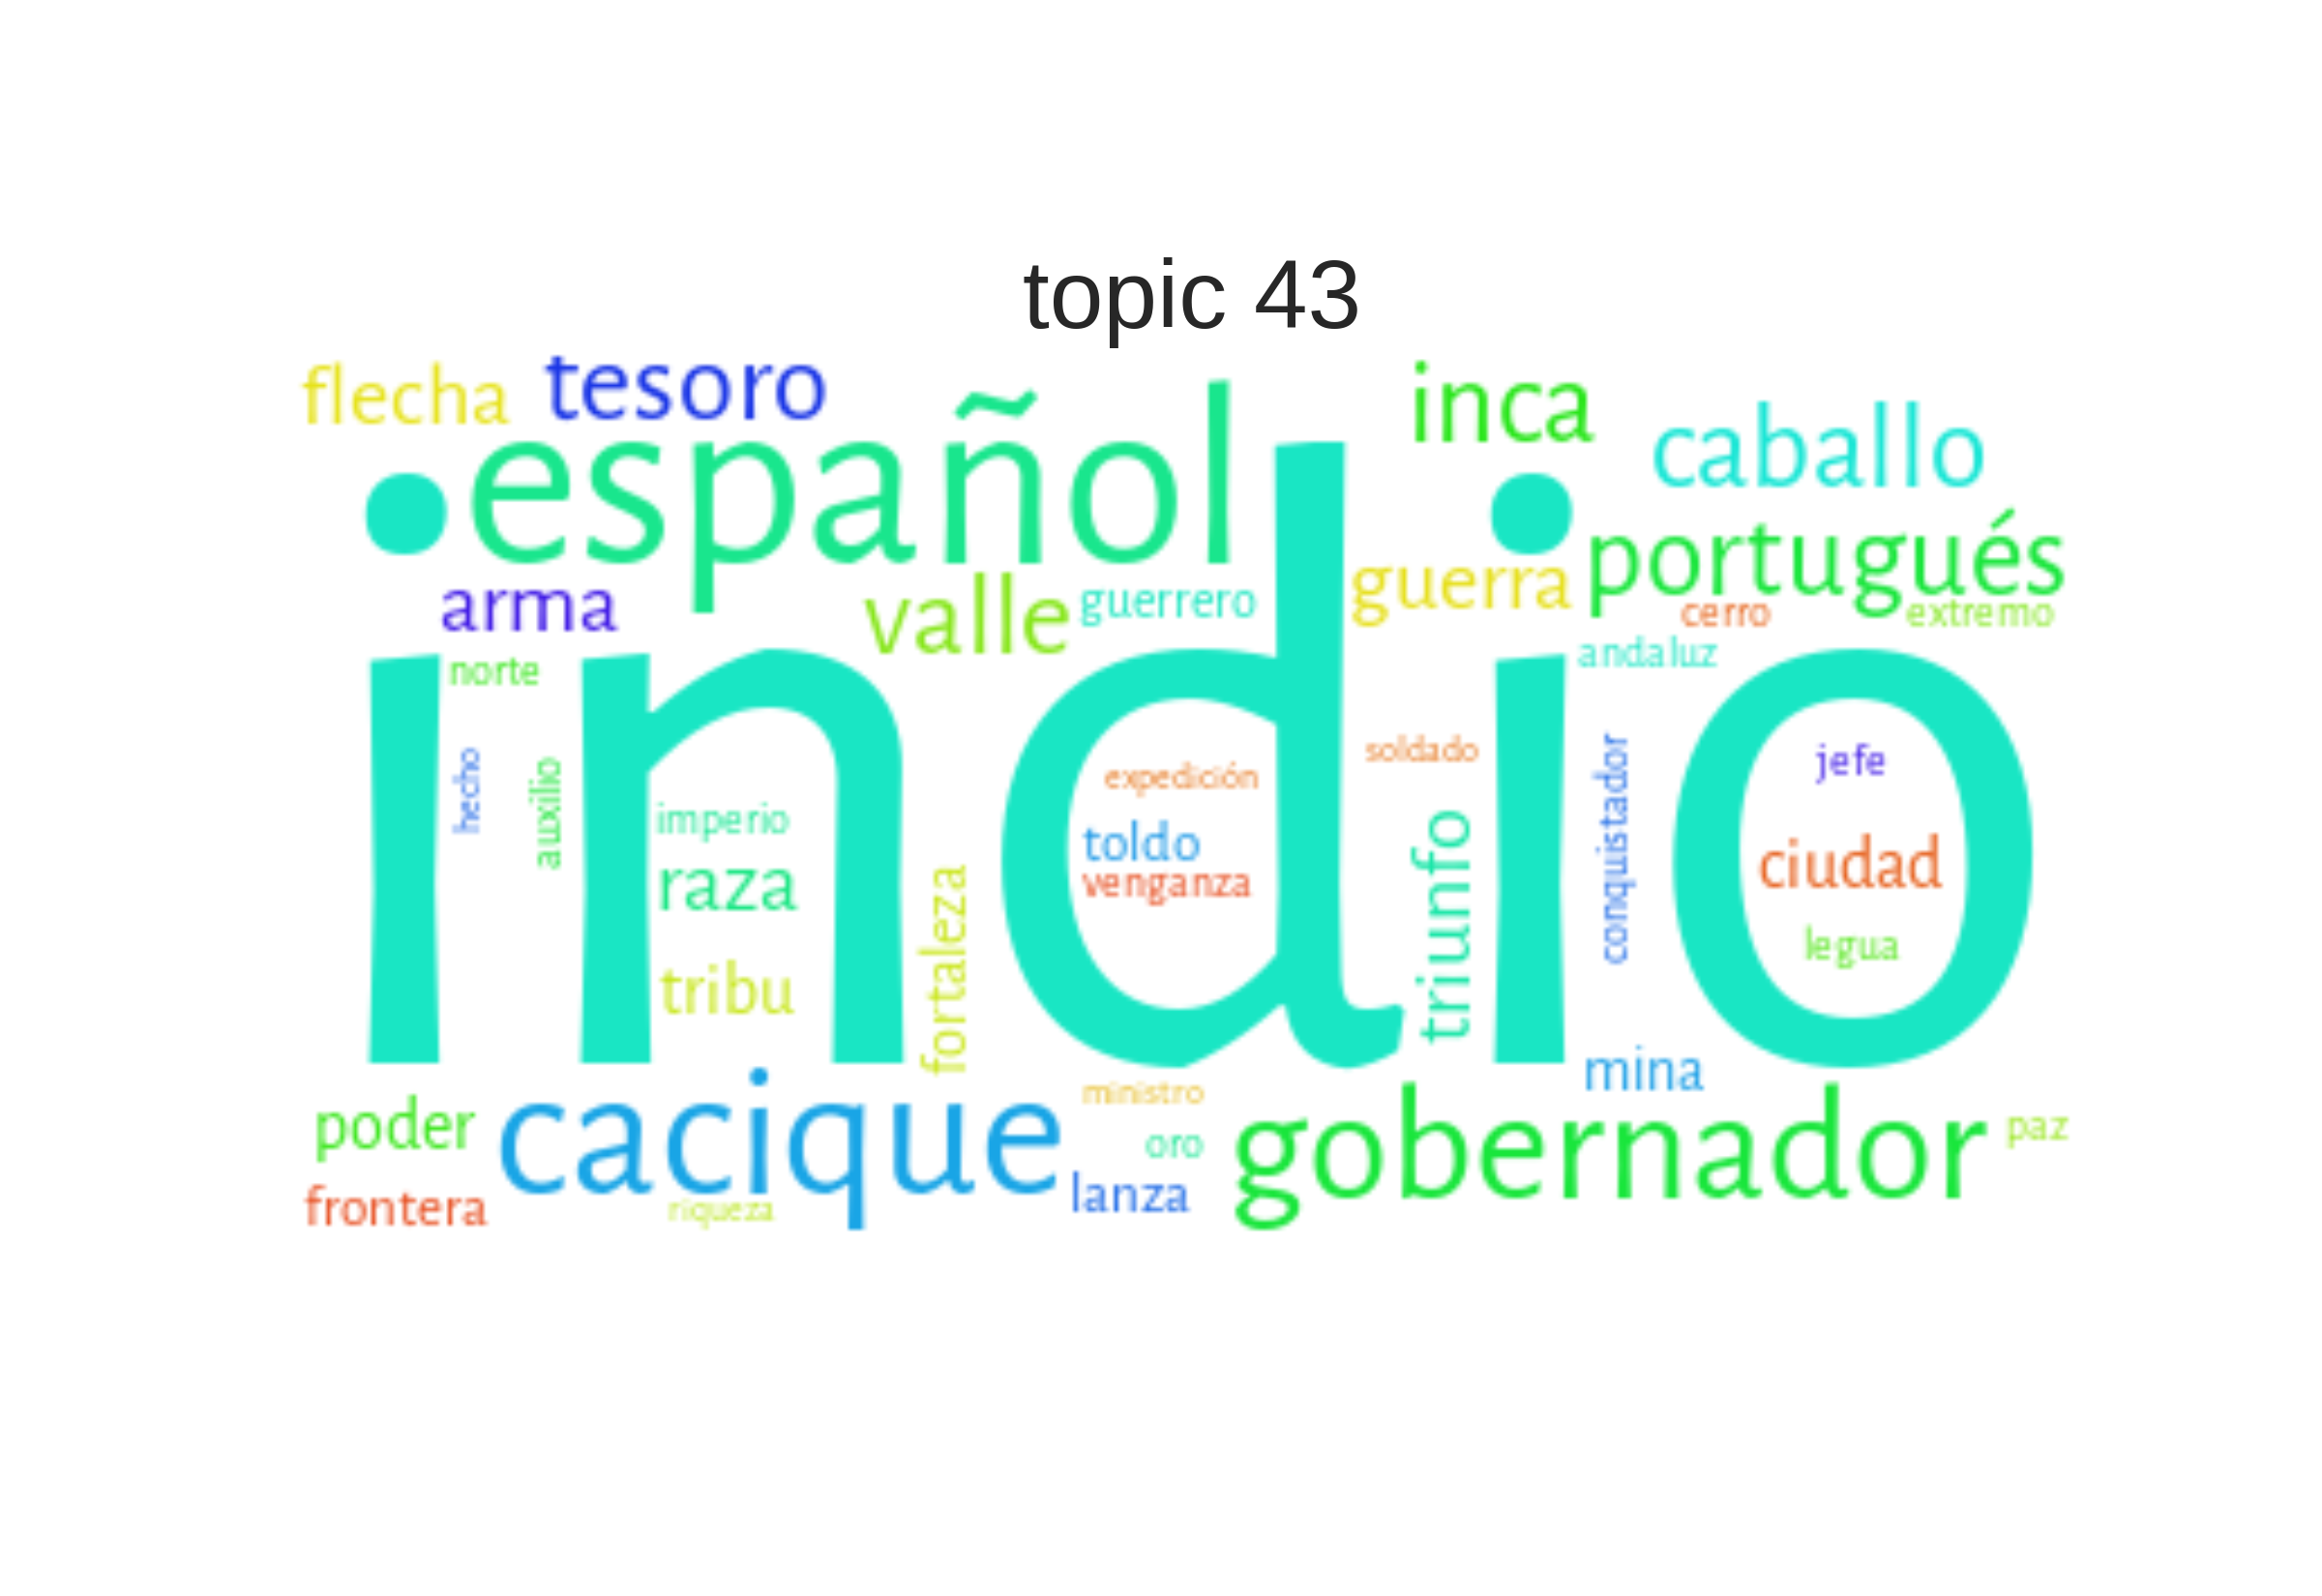 topic 43
flecha tesoro inca
español caballo
portugués
arma valle guerrero guerra cerro extremo
norte andaluz
indio
hecho auxilio expedición soldado conquistador jefe
imperio toldo triunfo ciudad
raza venganza
tribu fortaleza legua
poder cacique ministro gobernador mina paz
oro
frontera riqueza lanza